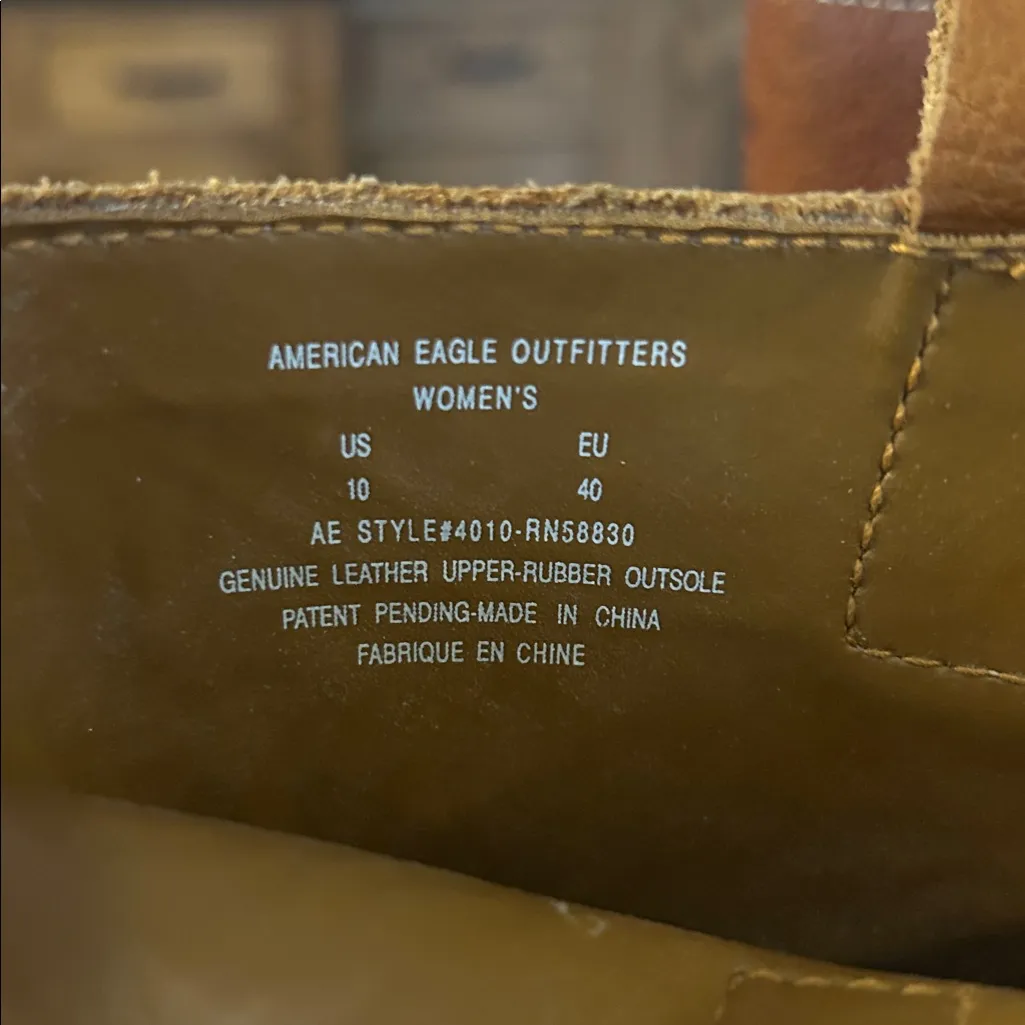 AMERICAN EAGLE OUTFITTERS
WOMEN'S
US EU
10 40
AE STYLE#4010-RN58830
GENUINE LEATHER UPPER-RUBBER OUTSOLE
PATENT PENDING-MADE IN CHINA
FABRIQUE EN CHINE